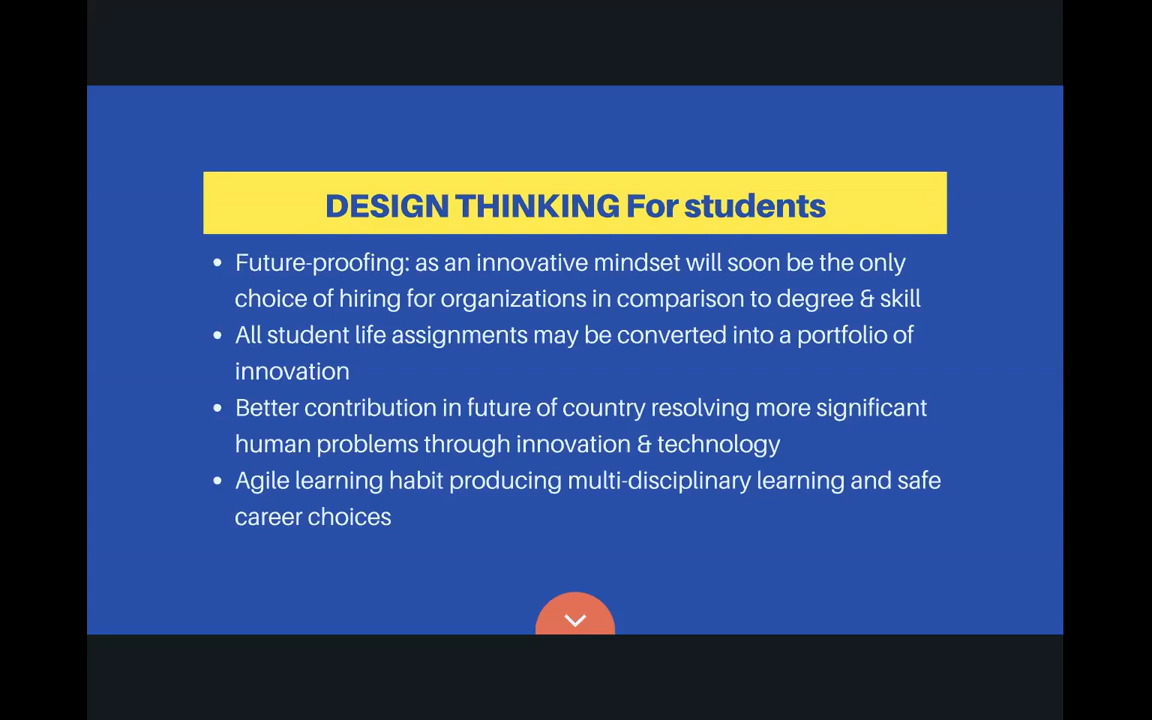 DESIGN THINKING For students
• Future-proofing: as an innovative mindset will soon be the only
choice of hiring for organizations in comparison to degree & skill
• All student life assignments may be converted into a portfolio of
innovation
• Better contribution in future of country resolving more significant
human problems through innovation & technology
• Agile learning habit producing multi-disciplinary learning and safe
career choices